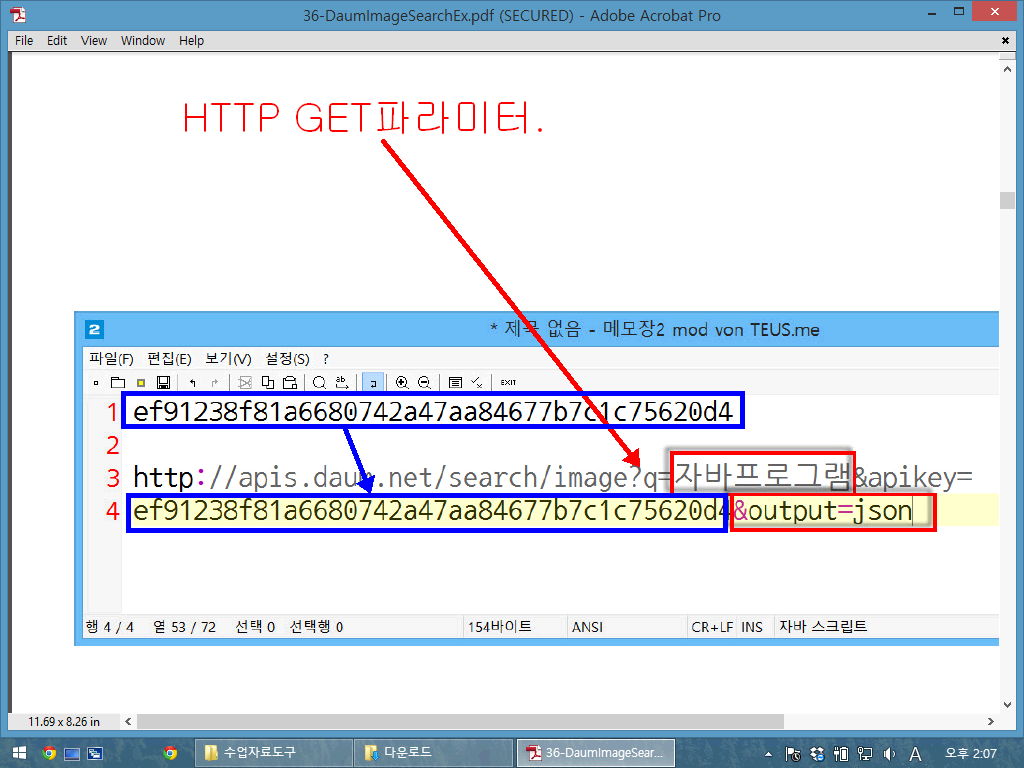 36-DaumImageSearchEx.pdf (SECURED) - Adobe Acrobat Pro
File Edit View Window Help
HTTP GET파라미터.
2 * 제목 없음 - 메모장2 mod von TEUS.me
파일(F) 편집(E) 보기(V) 설정(S) ?
EXIT
1 ef91238f81a6680742a47aa84677b7c1c75620d4
2
3 http://apis.daum.net/search/image?q=자바프로그램&apikey=
4 ef91238f81a6680742a47aa84677b7c1c75620d4&output=json
행 4 / 4 열 53 / 72 선택 0 선택행 0 154바이트 ANSI CR+LF INS 자바 스크립트
11.69 x 8.26 in
수업자료도구 다운로드 36-DaumImageSear... A 오후 2:07